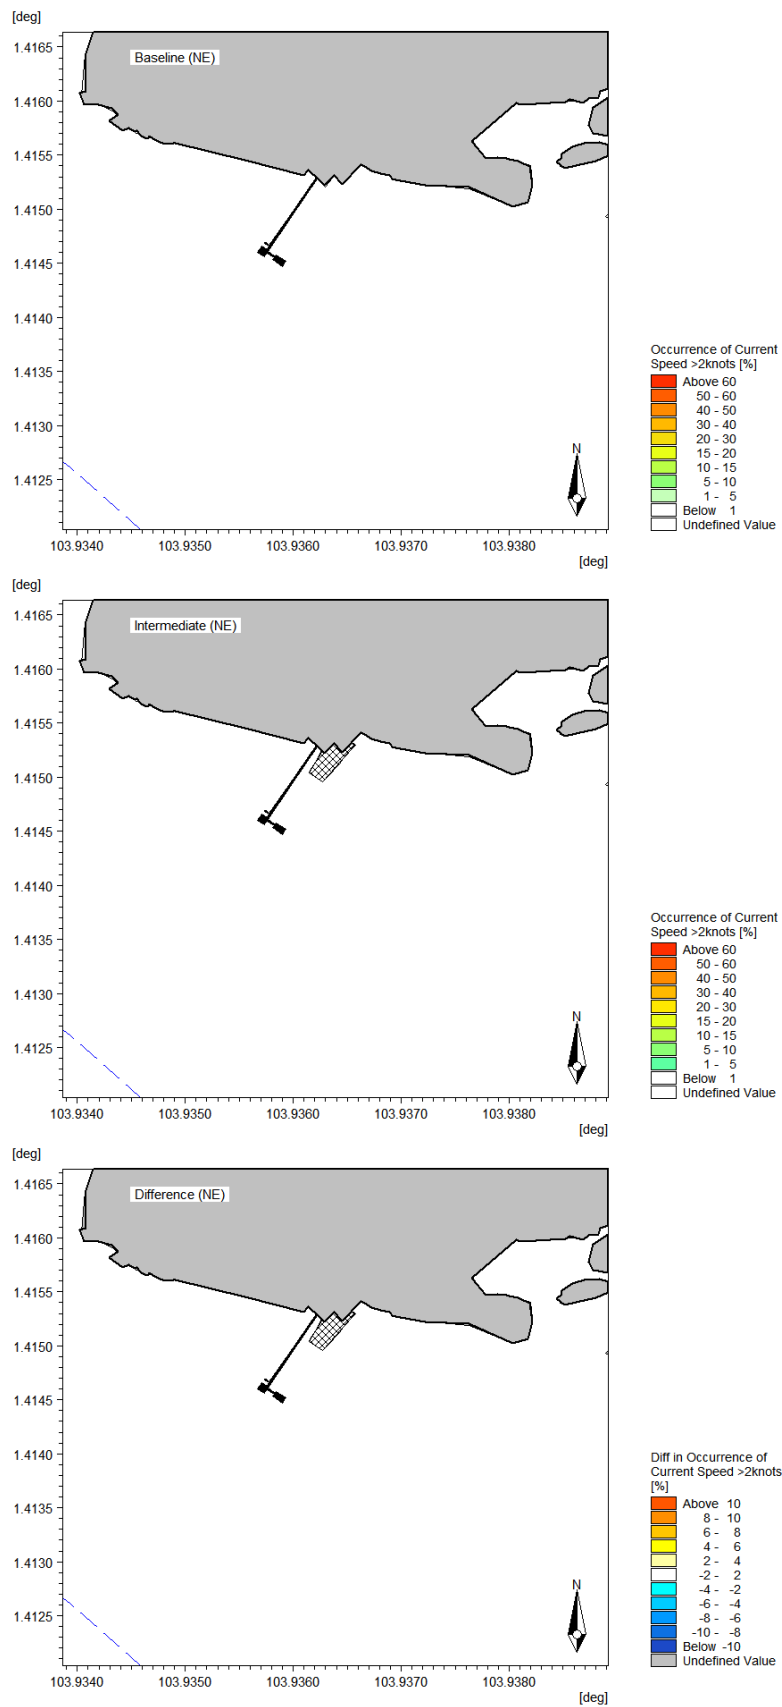 [deg]
1.4165
Baseline (NE)
1.4160
1.4155
1.4150
1.4145
1.4140
1.4135
1.4130
1.4125
N
103.9340 103.9350 103.9360 103.9370 103.9380
[deg]
Occurrence of Current
Speed >2knots [%]
Above 60
50 - 60
40 - 50
30 - 40
20 - 30
15 - 20
10 - 15
5 - 10
1 - 5
Below 1
Undefined Value
[deg]
1.4165
Intermediate (NE)
1.4160
1.4155
1.4150
1.4145
1.4140
1.4135
1.4130
1.4125
N
103.9340 103.9350 103.9360 103.9370 103.9380
[deg]
Occurrence of Current
Speed >2knots [%]
Above 60
50 - 60
40 - 50
30 - 40
20 - 30
15 - 20
10 - 15
5 - 10
1 - 5
Below 1
Undefined Value
[deg]
1.4165
Difference (NE)
1.4160
1.4155
1.4150
1.4145
1.4140
1.4135
1.4130
1.4125
N
103.9340 103.9350 103.9360 103.9370 103.9380
[deg]
Diff in Occurrence of
Current Speed >2knots
[%]
Above 10
8 - 10
6 - 8
4 - 6
2 - 4
-2 - 2
-4 - -2
-6 - -4
-8 - -6
-10 - -8
Below -10
Undefined Value